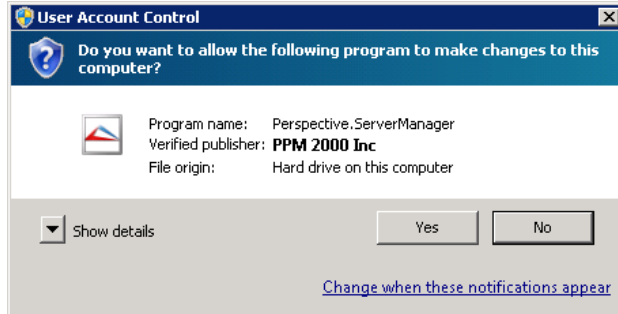 User Account Control
Do you want to allow the following program to make changes to this
computer?
Program name: Perspective.ServerManager
Verified publisher: PPM 2000 Inc
File origin: Hard drive on this computer
Show details
Yes
No
Change when these notifications appear